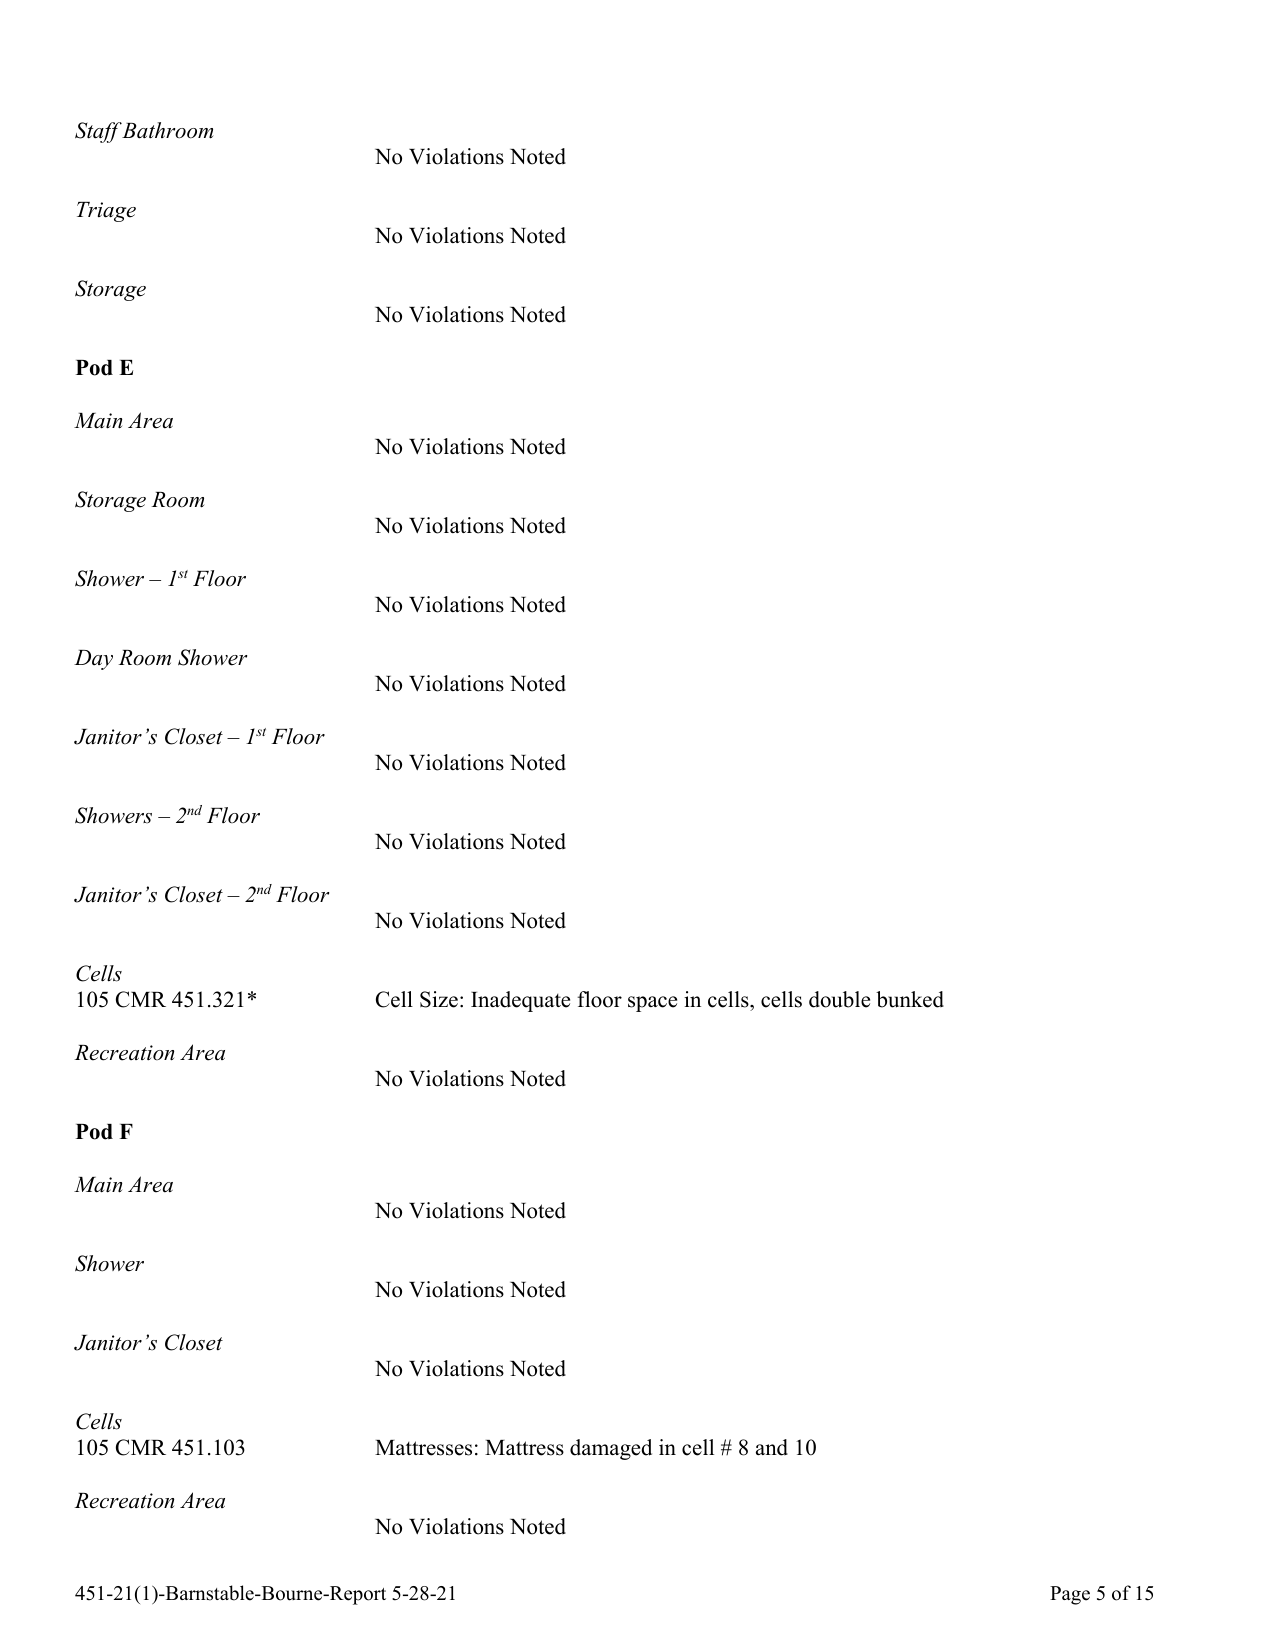 Staff Bathroom
No Violations Noted
Triage
No Violations Noted
Storage
No Violations Noted
Pod E
Main Area
No Violations Noted
Storage Room
No Violations Noted
Shower – 1st Floor
No Violations Noted
Day Room Shower
No Violations Noted
Janitor’s Closet – 1st Floor
No Violations Noted
Showers – 2nd Floor
No Violations Noted
Janitor’s Closet – 2nd Floor
No Violations Noted
Cells
105 CMR 451.321* Cell Size: Inadequate floor space in cells, cells double bunked
Recreation Area
No Violations Noted
Pod F
Main Area
No Violations Noted
Shower
No Violations Noted
Janitor’s Closet
No Violations Noted
Cells
105 CMR 451.103 Mattresses: Mattress damaged in cell # 8 and 10
Recreation Area
No Violations Noted
451-21(1)-Barnstable-Bourne-Report 5-28-21 Page 5 of 15